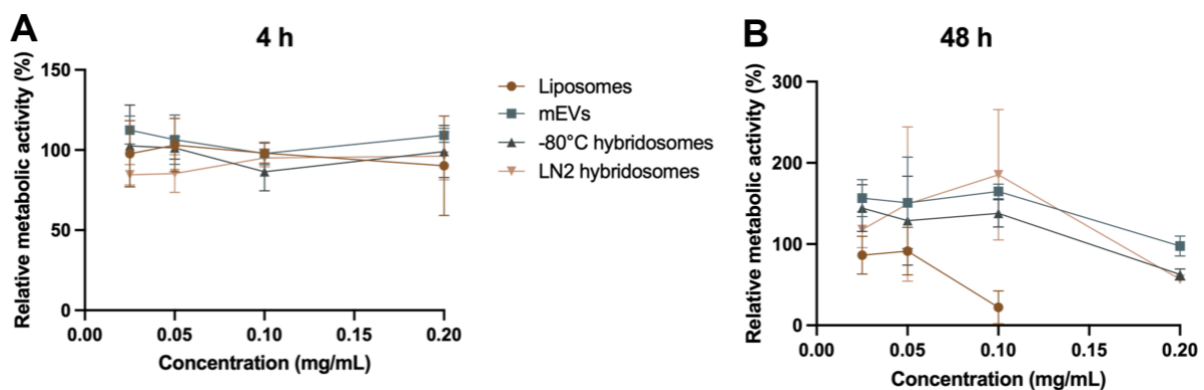 A
4 h
Relative metabolic activity (%)
150
100
50
0
0.00
0.05
0.10
0.15
0.20
Concentration (mg/mL)
Liposomes
mEVs
-80°C hybridosomes
LN2 hybridosomes
B
48 h
Relative metabolic activity (%)
300
200
100
0
0.00
0.05
0.10
0.15
0.20
Concentration (mg/mL)